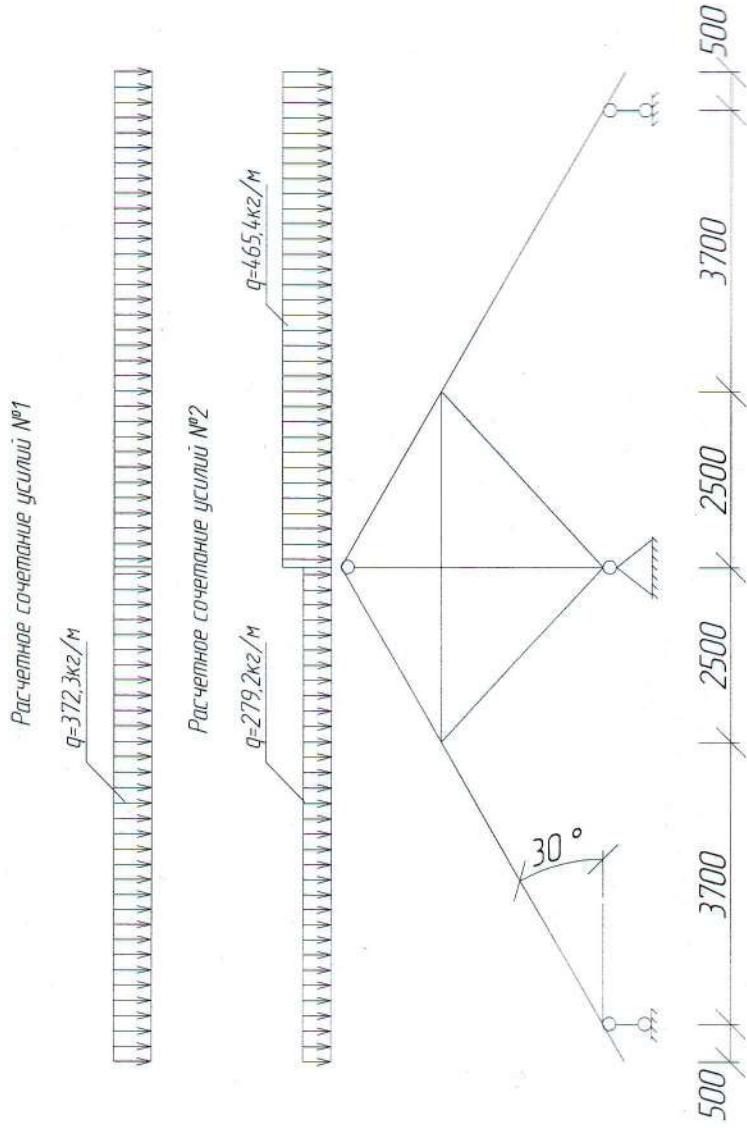 Расчетное сочетание усилий №1
q=372,3кг/м
Расчетное сочетание усилий №2
q=279,2кг/м
q=465,4кг/м
30°
500
3700
2500
2500
3700
500